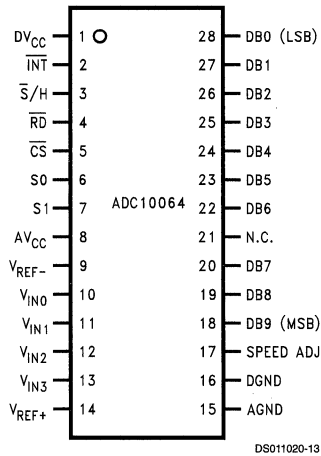 DVCC 1 28 DB0 (LSB)
INT 2 27 DB1
S/H 3 26 DB2
RD 4 25 DB3
CS 5 24 DB4
S0 6 23 DB5
S1 7 22 DB6
ADC10064
AVCC 8 21 N.C.
VREF- 9 20 DB7
VIN0 10 19 DB8
VIN1 11 18 DB9 (MSB)
VIN2 12 17 SPEED ADJ
VIN3 13 16 DGND
VREF+ 14 15 AGND
DS011020-13